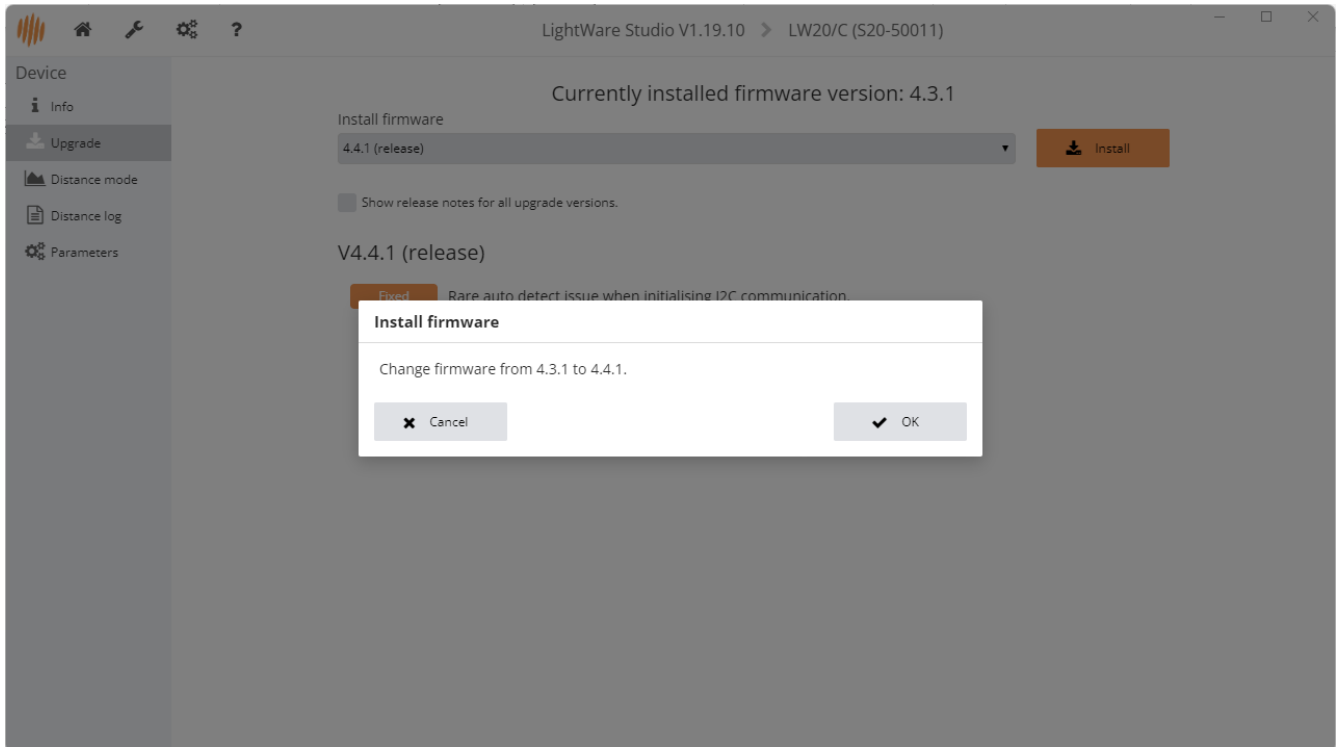 ?
LightWare Studio V1.19.10 > LW20/C (S20-50011)
Device
Info
Upgrade
Distance mode
Distance log
Parameters
Currently installed firmware version: 4.3.1
Install firmware
4.4.1 (release)
Install
Show release notes for all upgrade versions.
V4.4.1 (release)
Fixed Rare auto detect issue when initialising I2C communication.
Install firmware
Change firmware from 4.3.1 to 4.4.1.
Cancel
OK